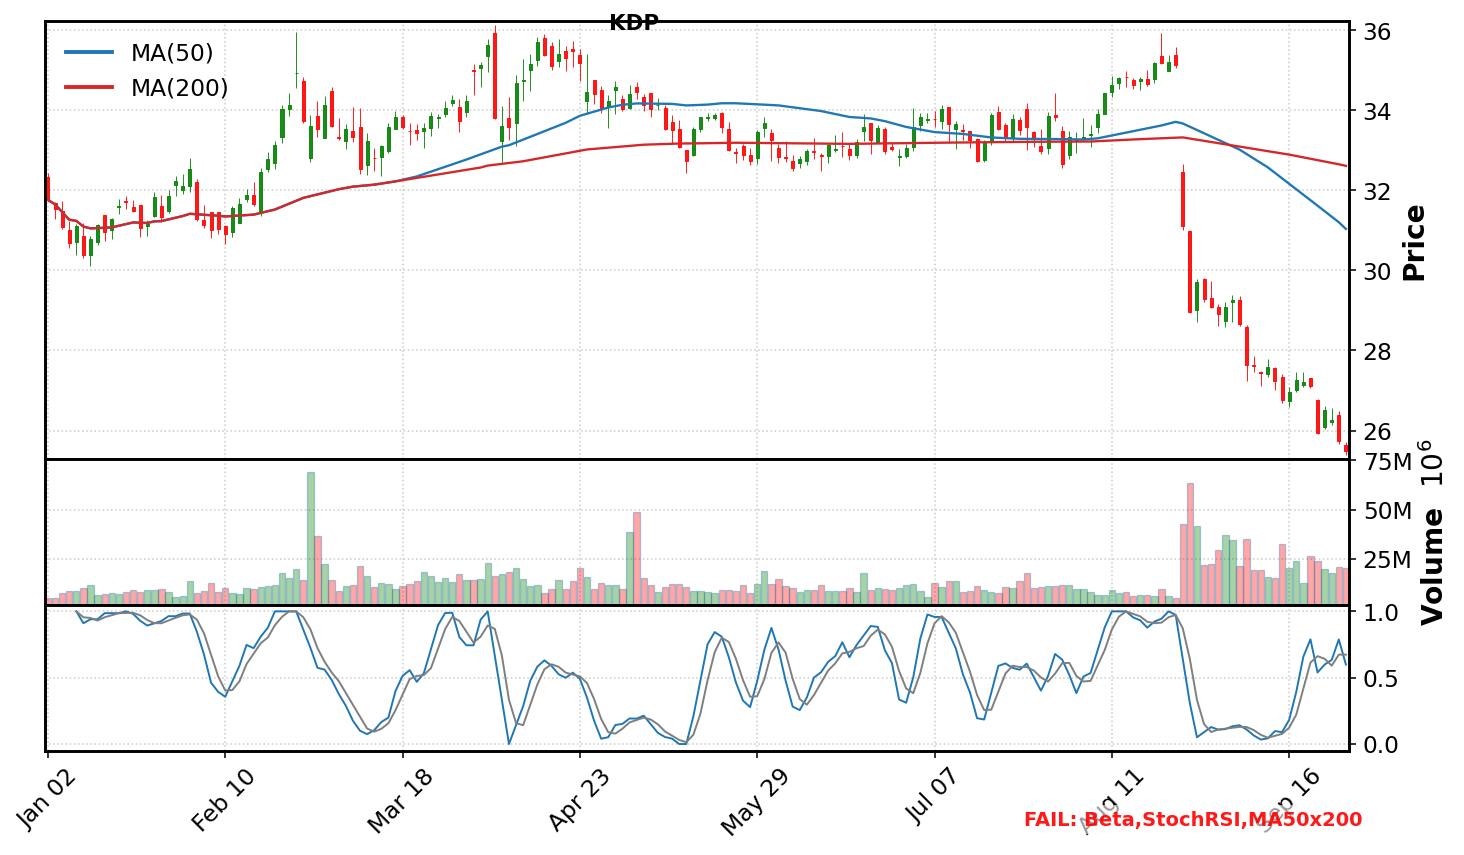 KDP
MA(50)
MA(200)
36
34
32
30
28
26
Price
75M
50M
25M
Volume 10^6
1.0
0.5
0.0
Jan 02
Feb 10
Mar 18
Apr 23
May 29
Jul 07
Aug 11
Sep 16
FAIL: Beta,StochRSI,MA50x200